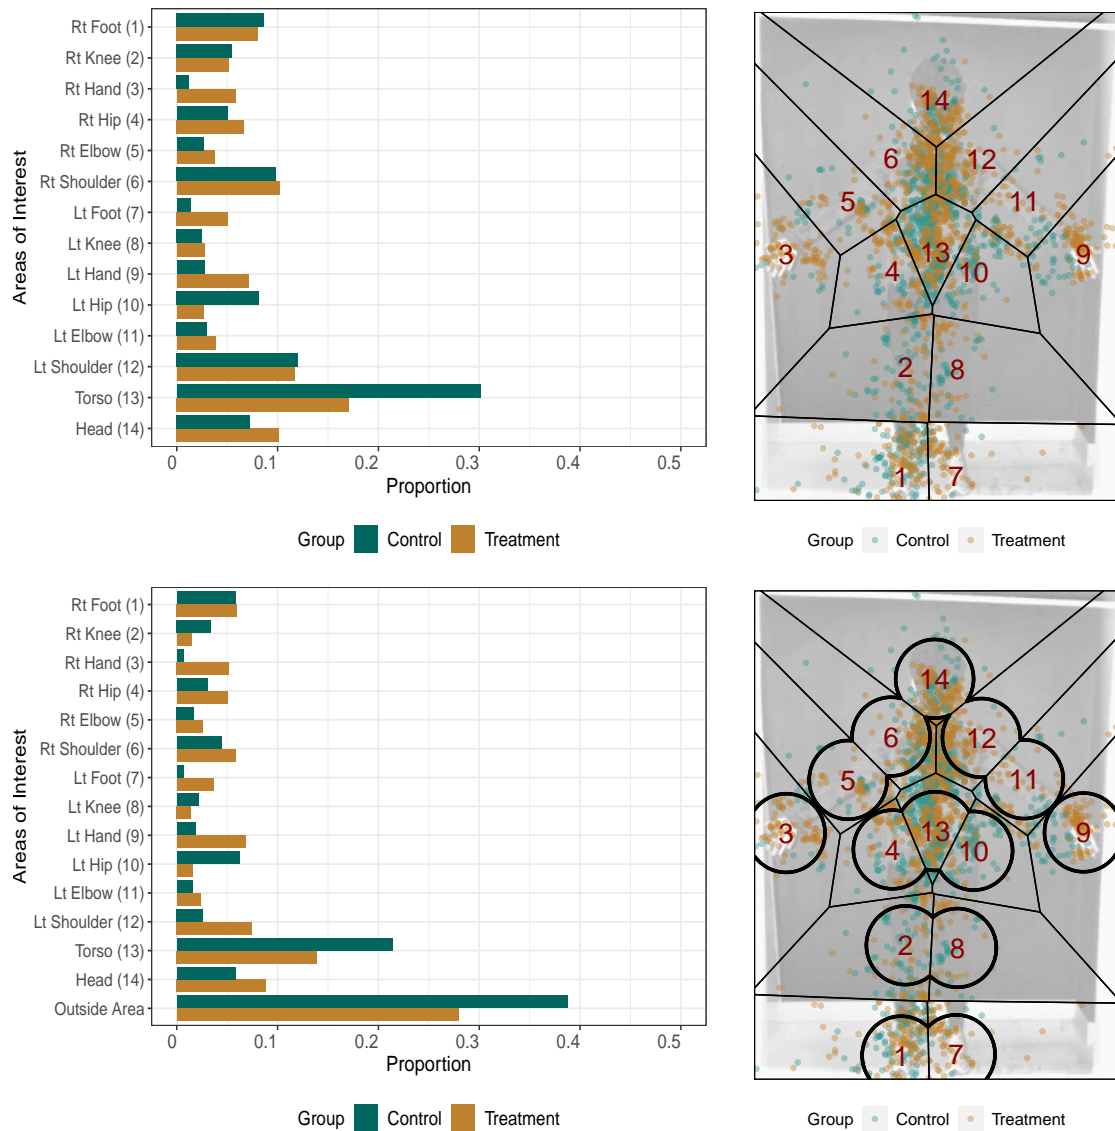 Areas of Interest
Rt Foot (1)
Rt Knee (2)
Rt Hand (3)
Rt Hip (4)
Rt Elbow (5)
Rt Shoulder (6)
Lt Foot (7)
Lt Knee (8)
Lt Hand (9)
Lt Hip (10)
Lt Elbow (11)
Lt Shoulder (12)
Torso (13)
Head (14)
0 0.1 0.2 0.3 0.4 0.5
Proportion
Group Control Treatment
14
6 12
5 11
3 4 13 10 9
2 8
1 7
Group Control Treatment
Areas of Interest
Rt Foot (1)
Rt Knee (2)
Rt Hand (3)
Rt Hip (4)
Rt Elbow (5)
Rt Shoulder (6)
Lt Foot (7)
Lt Knee (8)
Lt Hand (9)
Lt Hip (10)
Lt Elbow (11)
Lt Shoulder (12)
Torso (13)
Head (14)
Outside Area
0 0.1 0.2 0.3 0.4 0.5
Proportion
Group Control Treatment
14
6 12
5 11
3 4 13 10 9
2 8
1 7
Group Control Treatment